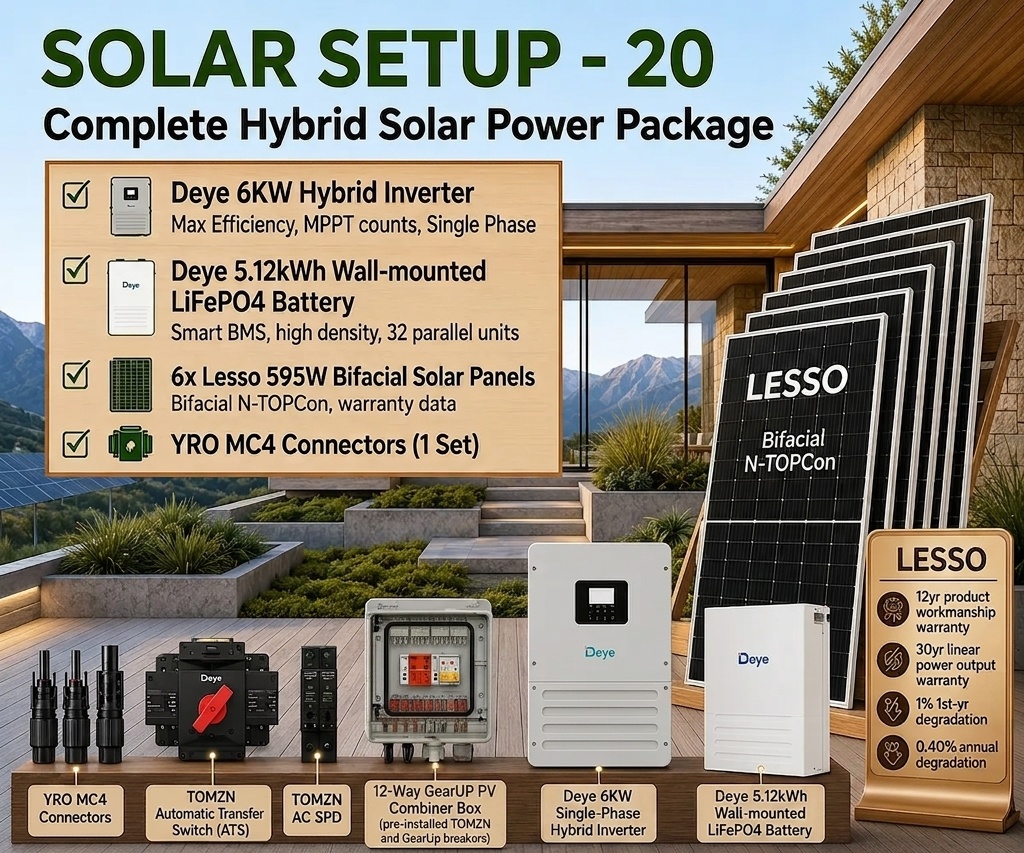 SOLAR SETUP - 20
Complete Hybrid Solar Power Package
Deye 6KW Hybrid Inverter
Max Efficiency, MPPT counts, Single Phase
Deye
Deye 5.12kWh Wall-mounted
LiFePO4 Battery
Smart BMS, high density, 32 parallel units
6x Lesso 595W Bifacial Solar Panels
Bifacial N-TOPCon, warranty data
YRO MC4 Connectors (1 Set)
LESSO
Bifacial
N-TOPCon
LESSO
12yr product
workmanship
warranty
30yr linear
power output
warranty
1% 1st-yr
degradation
0.40% annual
degradation
Deye
Deye
Deye
YRO MC4
Connectors
TOMZN
Automatic Transfer
Switch (ATS)
TOMZN
AC SPD
12-Way GearUP PV
Combiner Box
(pre-installed TOMZN
and GearUp breakors)
Deye 6KW
Single-Phase
Hybrid Inverter
Deye 5.12kWh
Wall-mounted
LiFePO4 Battery